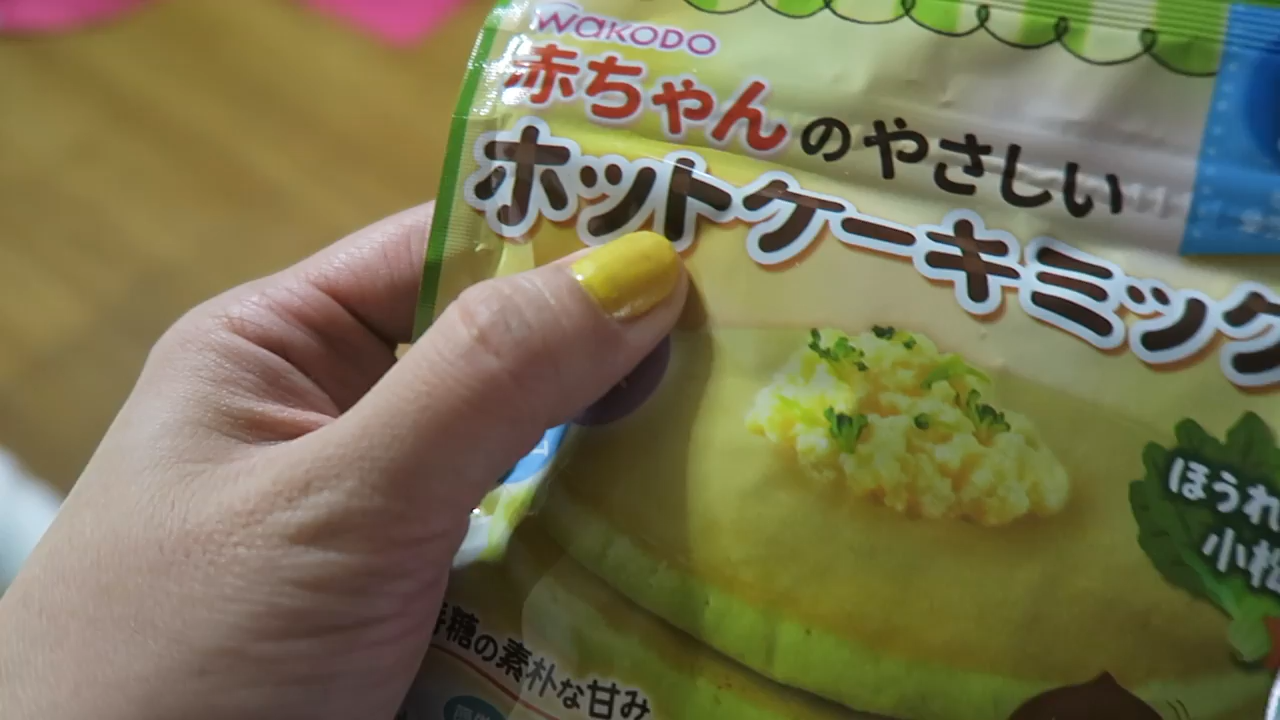 wakodo
赤ちゃんのやさしい
ホットケーキミック
ほうれ
小松
糖の素朴な甘み